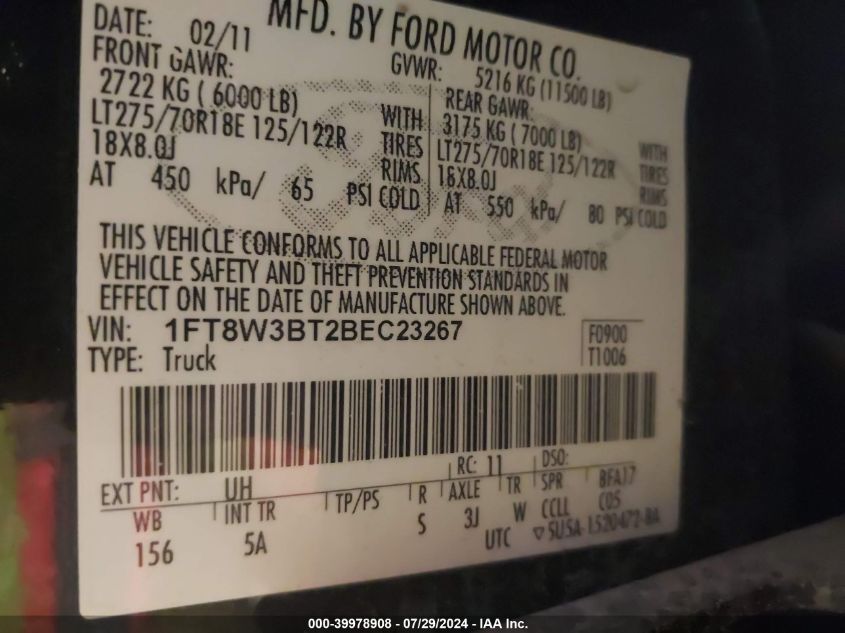 MFD. BY FORD MOTOR CO.
DATE: 02/11
GVWR: 5216 KG (11500 LB)
FRONT GAWR:
2722 KG ( 6000 LB)
LT275/70R18E 125/122R
18X8.0J
AT 450 kPa/ 65 PSI COLD
WITH
TIRES
RIMS
REAR GAWR:
3175 KG ( 7000 LB)
LT275/70R18E 125/122R
18X8.0J
AT 550 kPa/ 80 PSI COLD
WITH
TIRES
RIMS
THIS VEHICLE CONFORMS TO ALL APPLICABLE FEDERAL MOTOR
VEHICLE SAFETY AND THEFT PREVENTION STANDARDS IN
EFFECT ON THE DATE OF MANUFACTURE SHOWN ABOVE.
VIN: 1FT8W3BT2BEC23267
TYPE: Truck
F0900
T1006
EXT PNT: UH RC: 11 DSO:
WB INT TR TP/PS R AXLE TR SPR BFA17
156 5A S 3J W CCLL C05
UTC ▽SUSA-1520472-BA
000-39978908 - 07/29/2024 - IAA Inc.